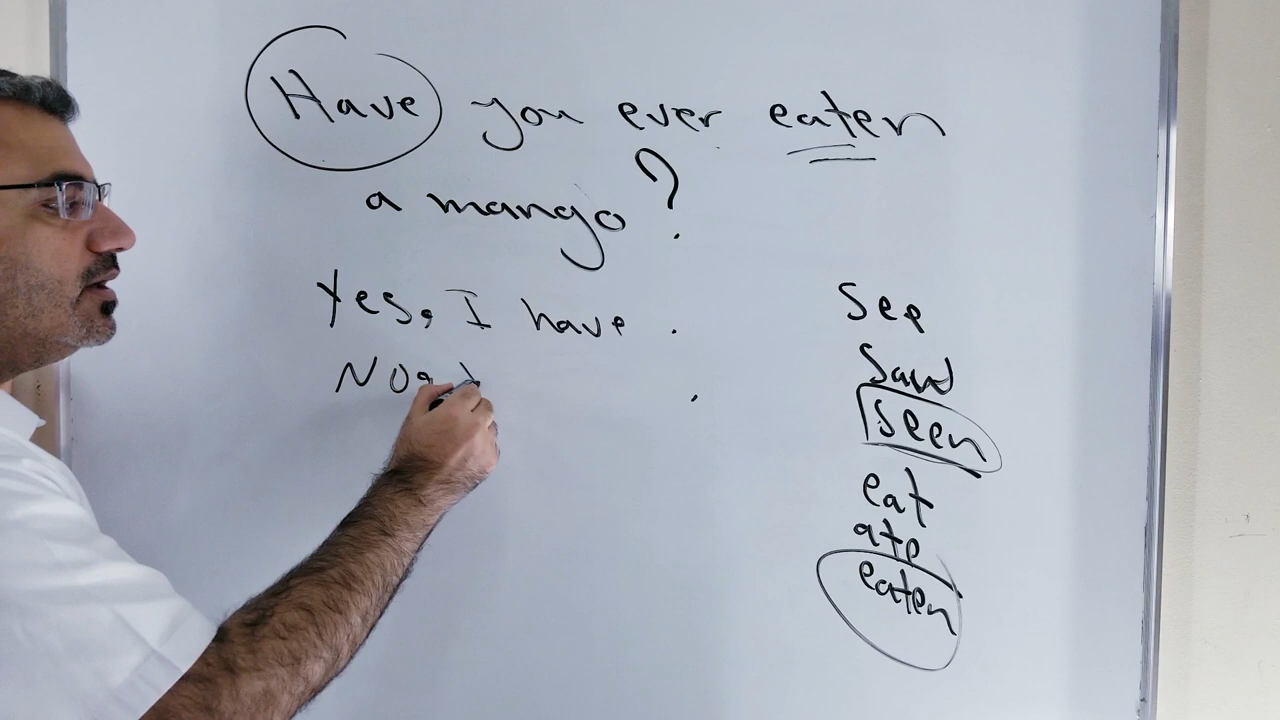 Have you ever eaten
a mango?
Yes, I have.
No,
see
saw
seen
eat
ate
eaten